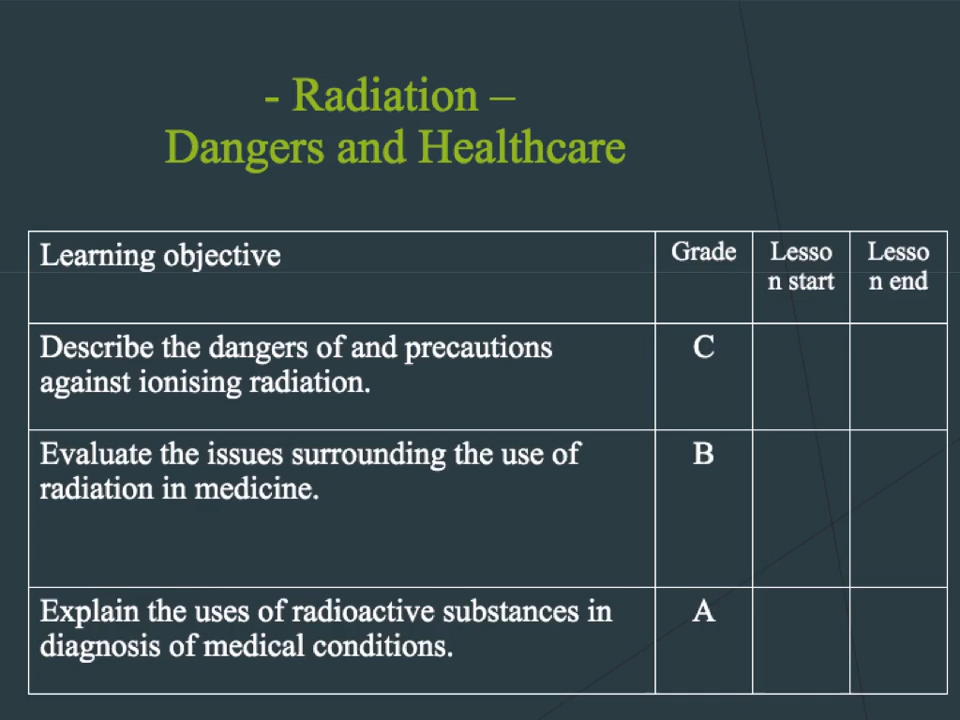 - Radiation –
Dangers and Healthcare
Learning objective
Grade
Lesso
n start
Lesso
n end
Describe the dangers of and precautions
against ionising radiation.
C
Evaluate the issues surrounding the use of
radiation in medicine.
B
Explain the uses of radioactive substances in
diagnosis of medical conditions.
A